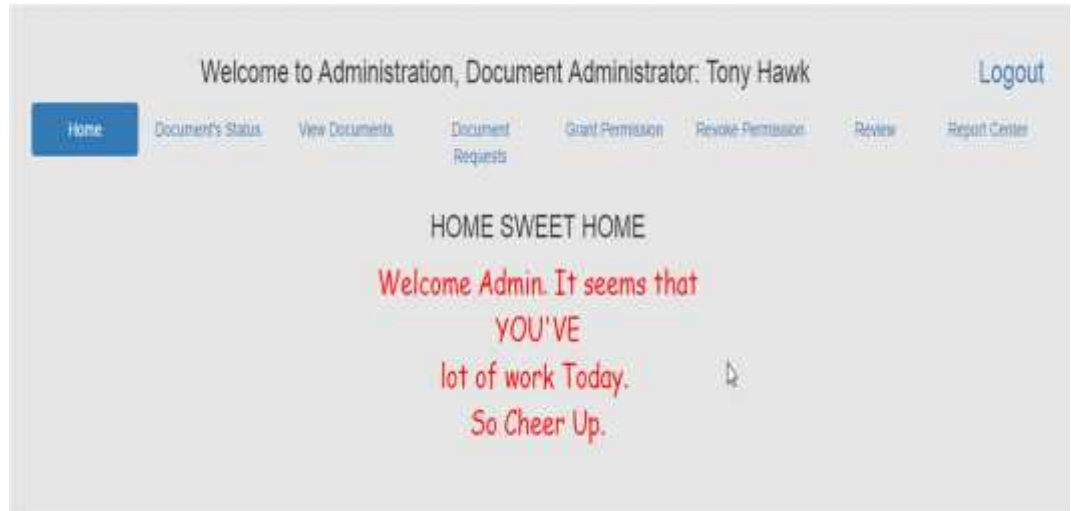 Welcome to Administration, Document Administrator: Tony Hawk
Logout
Home
Document's Status
View Documents
Document
Requests
Grant Permission
Revoke Permission
Review
Report Center
HOME SWEET HOME
Welcome Admin. It seems that
YOU'VE
lot of work Today.
So Cheer Up.